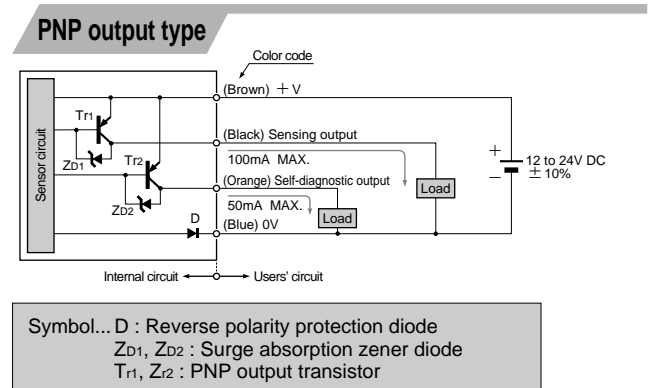 PNP output type
Color code
(Brown) +V
Tr1
(Black) Sensing output
ZD1
Tr2
100mA MAX.
+
12 to 24V DC
−
±10%
Sensor circuit
(Orange) Self-diagnostic output
Load
ZD2
50mA MAX.
Load
D
(Blue) 0V
Internal circuit
Users' circuit
Symbol... D : Reverse polarity protection diode
ZD1, ZD2 : Surge absorption zener diode
Tr1, Zr2 : PNP output transistor